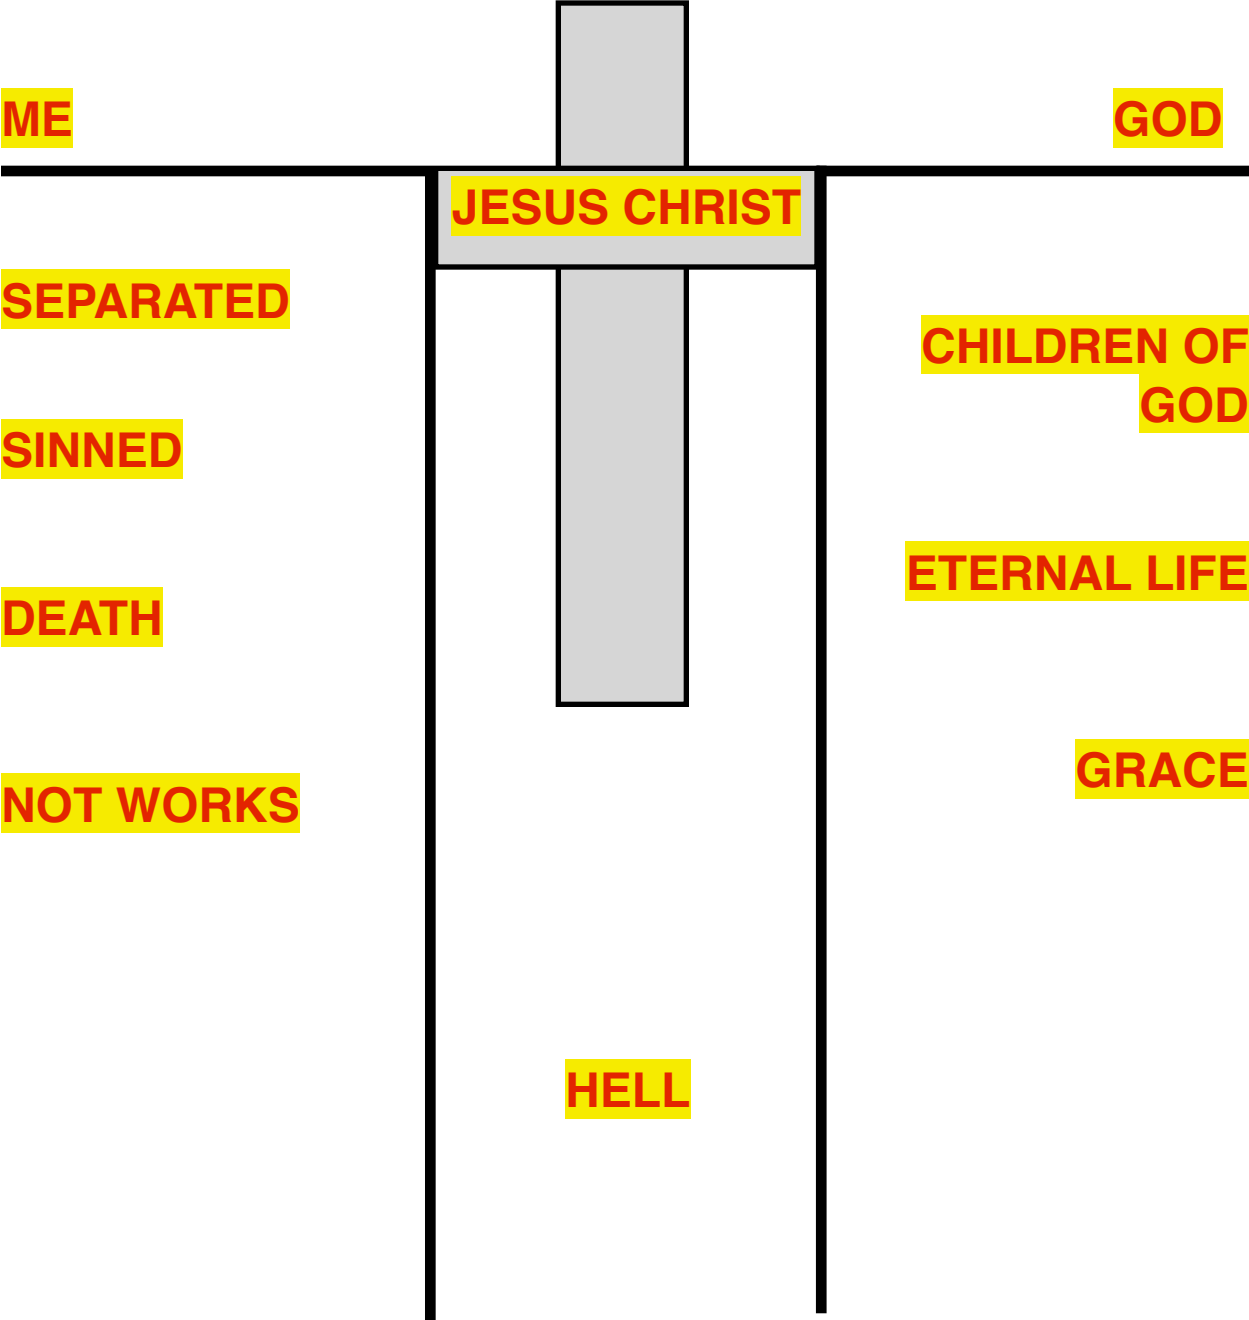 ME
GOD
JESUS CHRIST
SEPARATED
CHILDREN OF
GOD
SINNED
ETERNAL LIFE
DEATH
GRACE
NOT WORKS
HELL